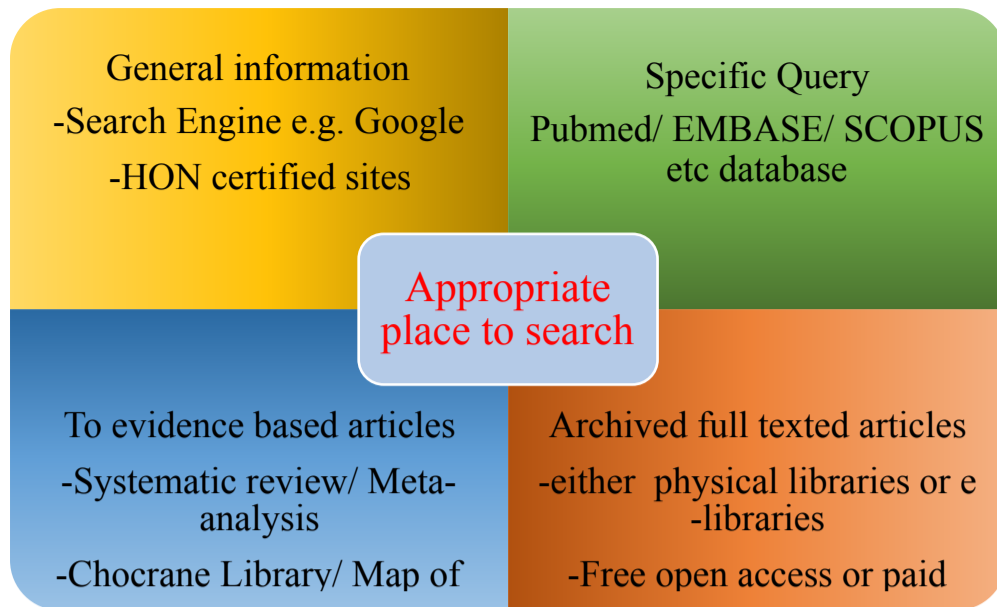 General information
-Search Engine e.g. Google
-HON certified sites
Specific Query
Pubmed/ EMBASE/ SCOPUS
etc database
Appropriate
place to search
To evidence based articles
-Systematic review/ Meta-
analysis
-Chocrane Library/ Map of
Archived full texted articles
-either  physical libraries or e
-libraries
-Free open access or paid